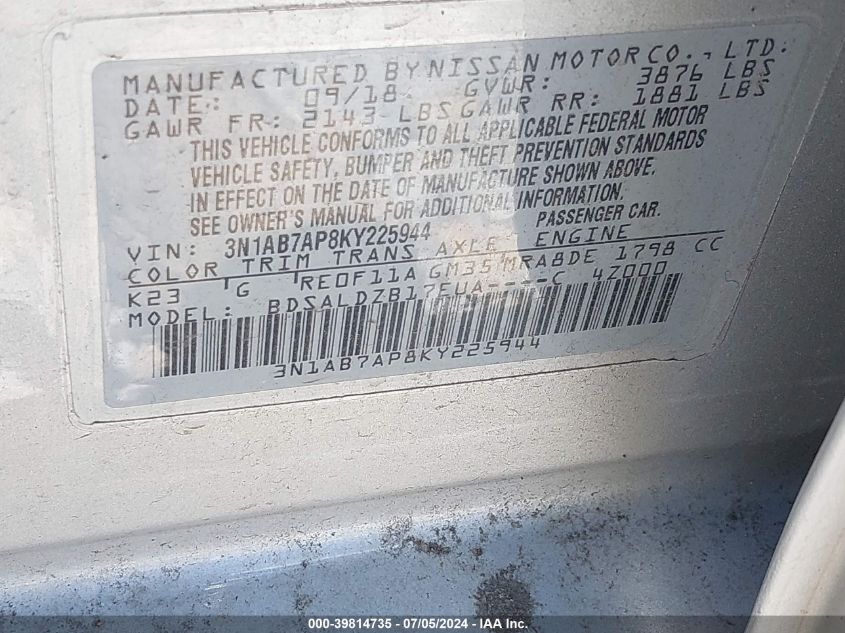 MANUFACTURED BY NISSAN MOTOR CO., LTD.
DATE: 09/18 GVWR: 3876 LBS
GAWR FR: 2143 LBS GAWR RR: 1881 LBS
THIS VEHICLE CONFORMS TO ALL APPLICABLE FEDERAL MOTOR
VEHICLE SAFETY, BUMPER AND THEFT PREVENTION STANDARDS
IN EFFECT ON THE DATE OF MANUFACTURE SHOWN ABOVE.
SEE OWNER'S MANUAL FOR ADDITIONAL INFORMATION.
VIN: 3N1AB7AP8KY225944 PASSENGER CAR.
COLOR TRIM TRANS AXLE ENGINE
K23 G RE0F11A GM35 MRA8DE 1798 CC
MODEL: BDSALDZB17EUA----C 4Z000
3N1AB7AP8KY225944
000-39814735 - 07/05/2024 - IAA Inc.